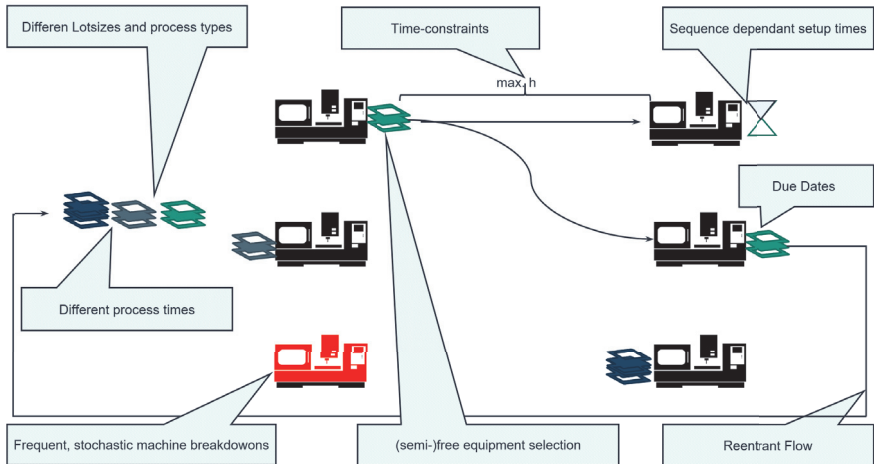 Differen Lotsizes and process types
Time-constraints
Sequence dependant setup times
max. h
Due Dates
Different process times
Frequent, stochastic machine breakdowons
(semi-)free equipment selection
Reentrant Flow